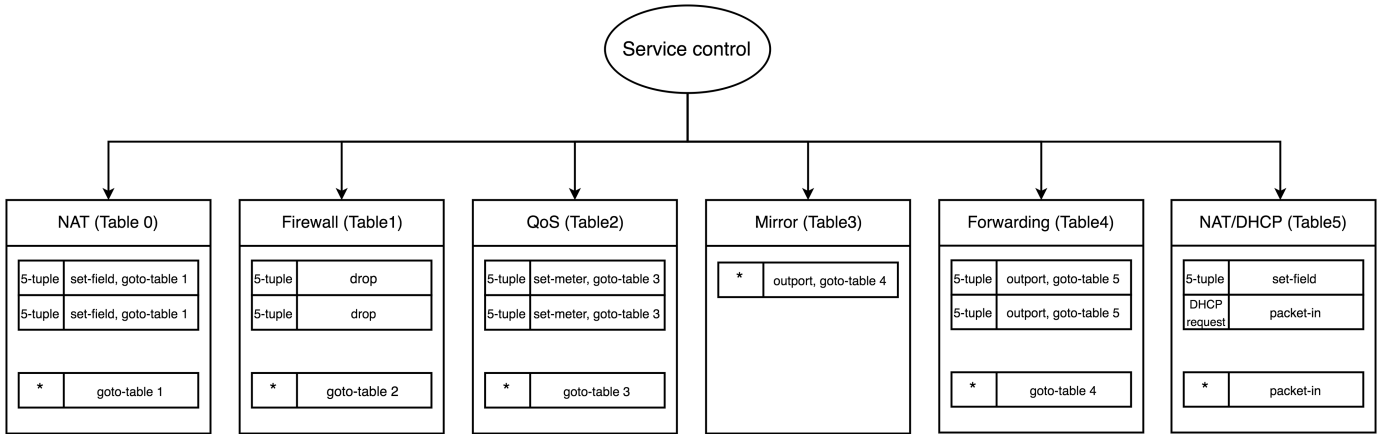 Service control
NAT (Table 0)
5-tuple set-field, goto-table 1
5-tuple set-field, goto-table 1
* goto-table 1
Firewall (Table1)
5-tuple drop
5-tuple drop
* goto-table 2
QoS (Table2)
5-tuple set-meter, goto-table 3
5-tuple set-meter, goto-table 3
* goto-table 3
Mirror (Table3)
* outport, goto-table 4
Forwarding (Table4)
5-tuple outport, goto-table 5
5-tuple outport, goto-table 5
* goto-table 4
NAT/DHCP (Table5)
5-tuple set-field
DHCP
request packet-in
* packet-in